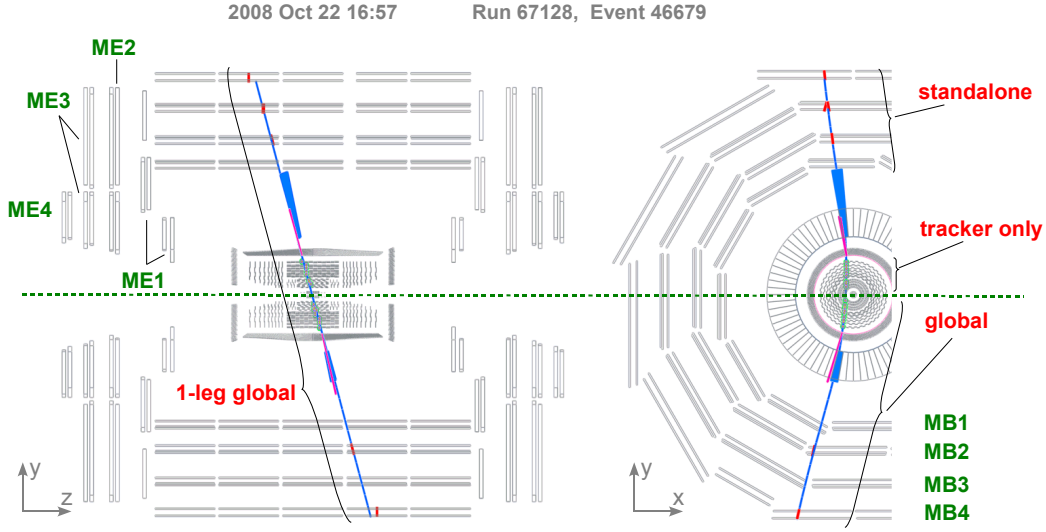 2008 Oct 22 16:57 Run 67128, Event 46679
ME2
ME3
ME4
ME1
1-leg global
y
z
standalone
tracker only
global
MB1
MB2
MB3
MB4
y
x